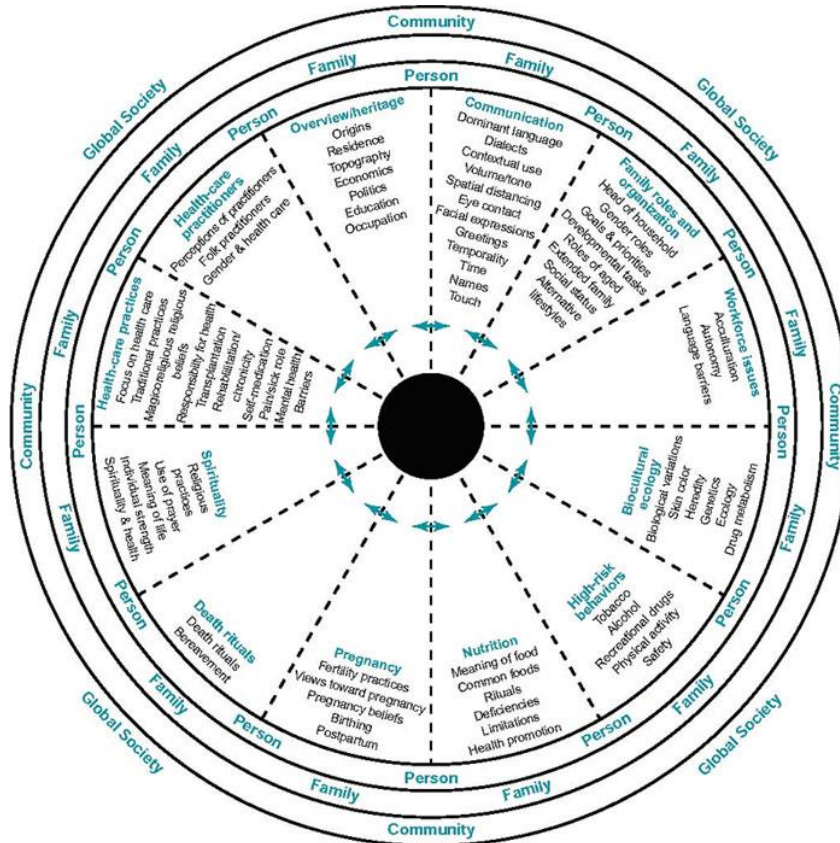 Community
Community
Community
Community
Global Society
Global Society
Global Society
Global Society
Family
Family
Family
Family
Family
Family
Family
Family
Family
Family
Family
Family
Person
Person
Person
Person
Person
Person
Person
Person
Person
Person
Person
Person
Overview/heritage
Origins
Residence
Topography
Economics
Politics
Education
Occupation
Communication
Dominant language
Dialects
Contextual use
Volume/tone
Spatial distancing
Eye contact
Facial expressions
Greetings
Temporality
Time
Names
Touch
Family roles and
organization
Head of household
Gender roles
Goals & priorities
Developmental tasks
Roles of aged
Extended family
Social status
Alternative
lifestyles
Workforce issues
Acculturation
Autonomy
Language barriers
Biocultural
ecology
Biological variations
Skin color
Heredity
Genetics
Ecology
Drug metabolism
High-risk
behaviors
Tobacco
Alcohol
Recreational drugs
Physical activity
Safety
Nutrition
Meaning of food
Common foods
Rituals
Deficiencies
Limitations
Health promotion
Pregnancy
Fertility practices
Views toward pregnancy
Pregnancy beliefs
Birthing
Postpartum
Death rituals
Death rituals
Bereavement
Spirituality
Religious
practices
Use of prayer
Meaning of life
Individual strength
Spirituality & health
Health-care practices
Focus on health care
Traditional practices
Magicoreligious religious
beliefs
Responsibility for health
Transplantation
Rehabilitation/
chronicity
Self-medication
Pain/sick role
Mental health
Barriers
Health-care
practitioners
Perceptions of practitioners
Folk practitioners
Gender & health care